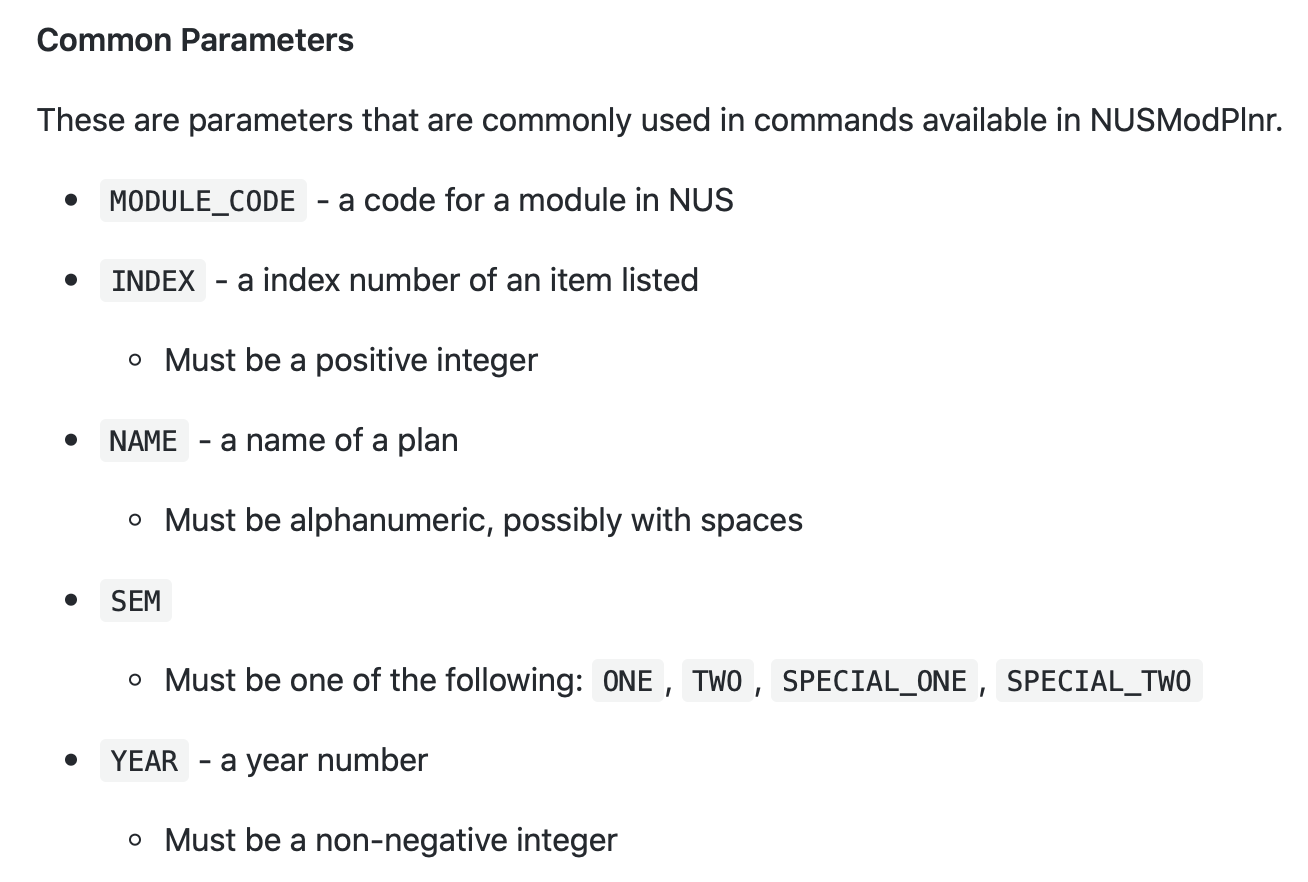 Common Parameters
These are parameters that are commonly used in commands available in NUSModPlnr.
• MODULE_CODE - a code for a module in NUS
• INDEX - a index number of an item listed
◦ Must be a positive integer
• NAME - a name of a plan
◦ Must be alphanumeric, possibly with spaces
• SEM
◦ Must be one of the following: ONE, TWO, SPECIAL_ONE, SPECIAL_TWO
• YEAR - a year number
◦ Must be a non-negative integer